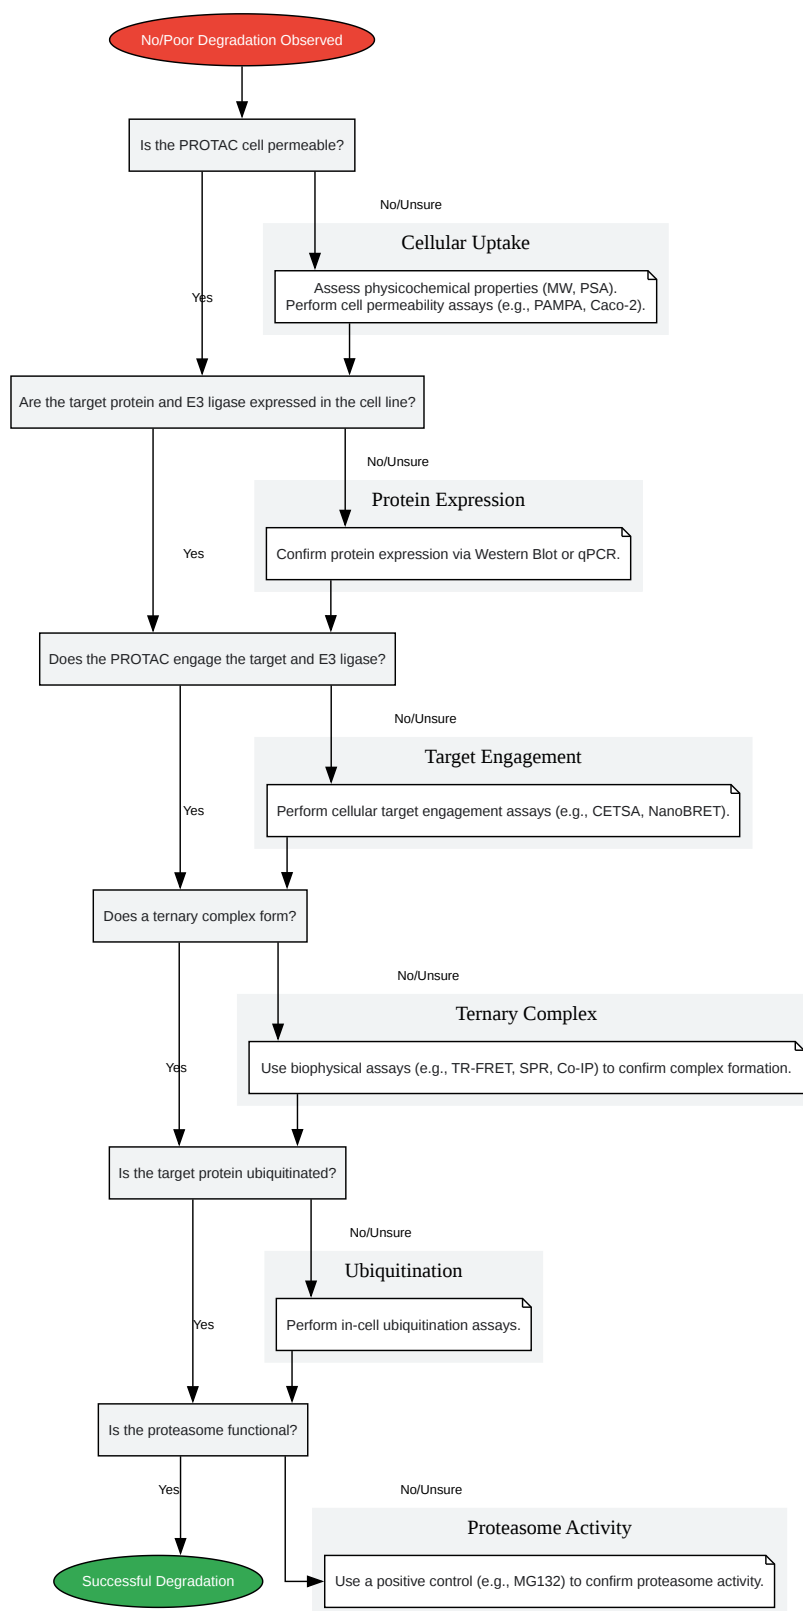 No/Poor Degradation Observed
Is the PROTAC cell permeable?
No/Unsure
Cellular Uptake
Assess physicochemical properties (MW, PSA).
Perform cell permeability assays (e.g., PAMPA, Caco-2).
Yes
Are the target protein and E3 ligase expressed in the cell line?
No/Unsure
Protein Expression
Confirm protein expression via Western Blot or qPCR.
Yes
Does the PROTAC engage the target and E3 ligase?
No/Unsure
Target Engagement
Perform cellular target engagement assays (e.g., CETSA, NanoBRET).
Yes
Does a ternary complex form?
No/Unsure
Ternary Complex
Use biophysical assays (e.g., TR-FRET, SPR, Co-IP) to confirm complex formation.
Yes
Is the target protein ubiquitinated?
No/Unsure
Ubiquitination
Perform in-cell ubiquitination assays.
Yes
Is the proteasome functional?
Yes
No/Unsure
Proteasome Activity
Use a positive control (e.g., MG132) to confirm proteasome activity.
Successful Degradation